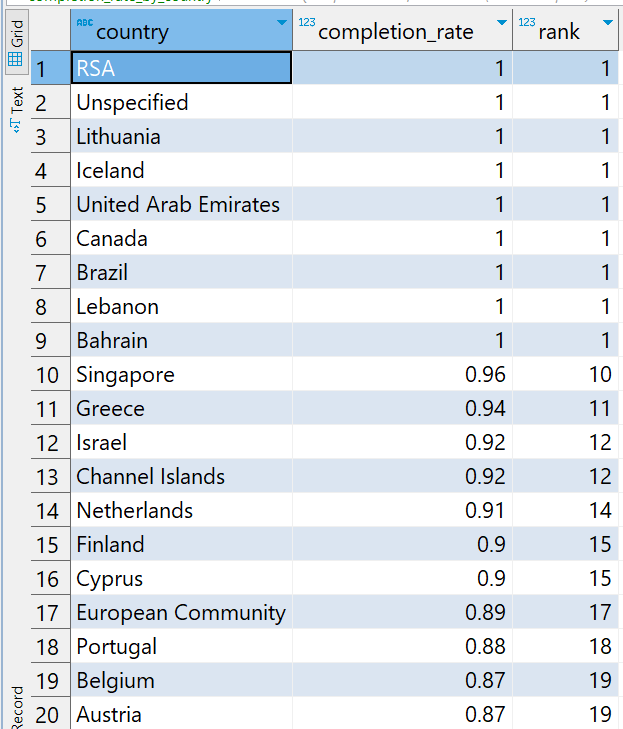 completion_rate_by_country
Grid
Text
Record
ABC country 123 completion_rate 123 rank
1 RSA 1 1
2 Unspecified 1 1
3 Lithuania 1 1
4 Iceland 1 1
5 United Arab Emirates 1 1
6 Canada 1 1
7 Brazil 1 1
8 Lebanon 1 1
9 Bahrain 1 1
10 Singapore 0.96 10
11 Greece 0.94 11
12 Israel 0.92 12
13 Channel Islands 0.92 12
14 Netherlands 0.91 14
15 Finland 0.9 15
16 Cyprus 0.9 15
17 European Community 0.89 17
18 Portugal 0.88 18
19 Belgium 0.87 19
20 Austria 0.87 19